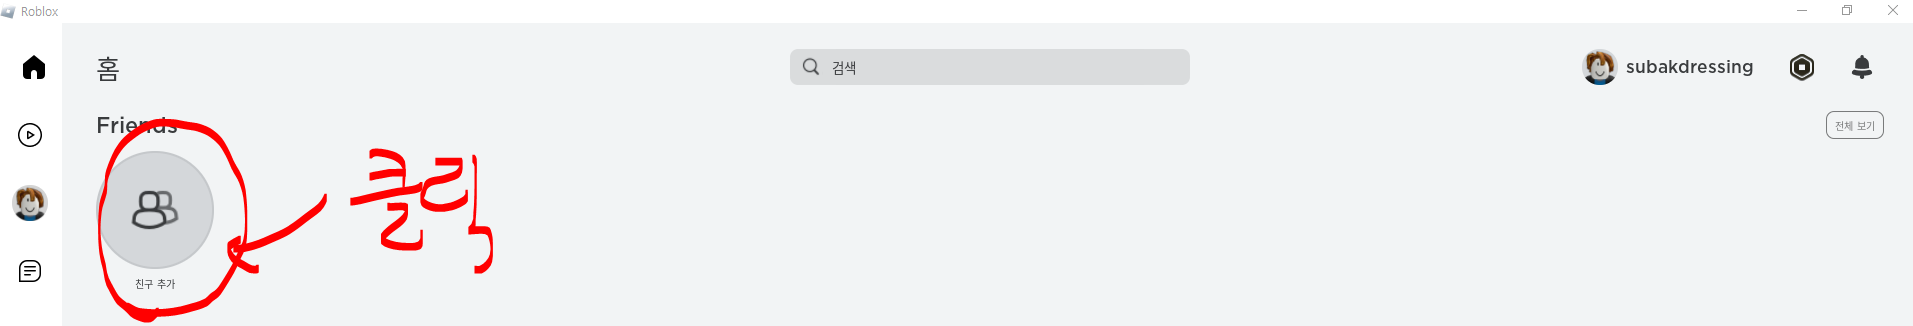 Roblox
홈
검색
subakdressing
Friends
전체 보기
클릭
친구 추가